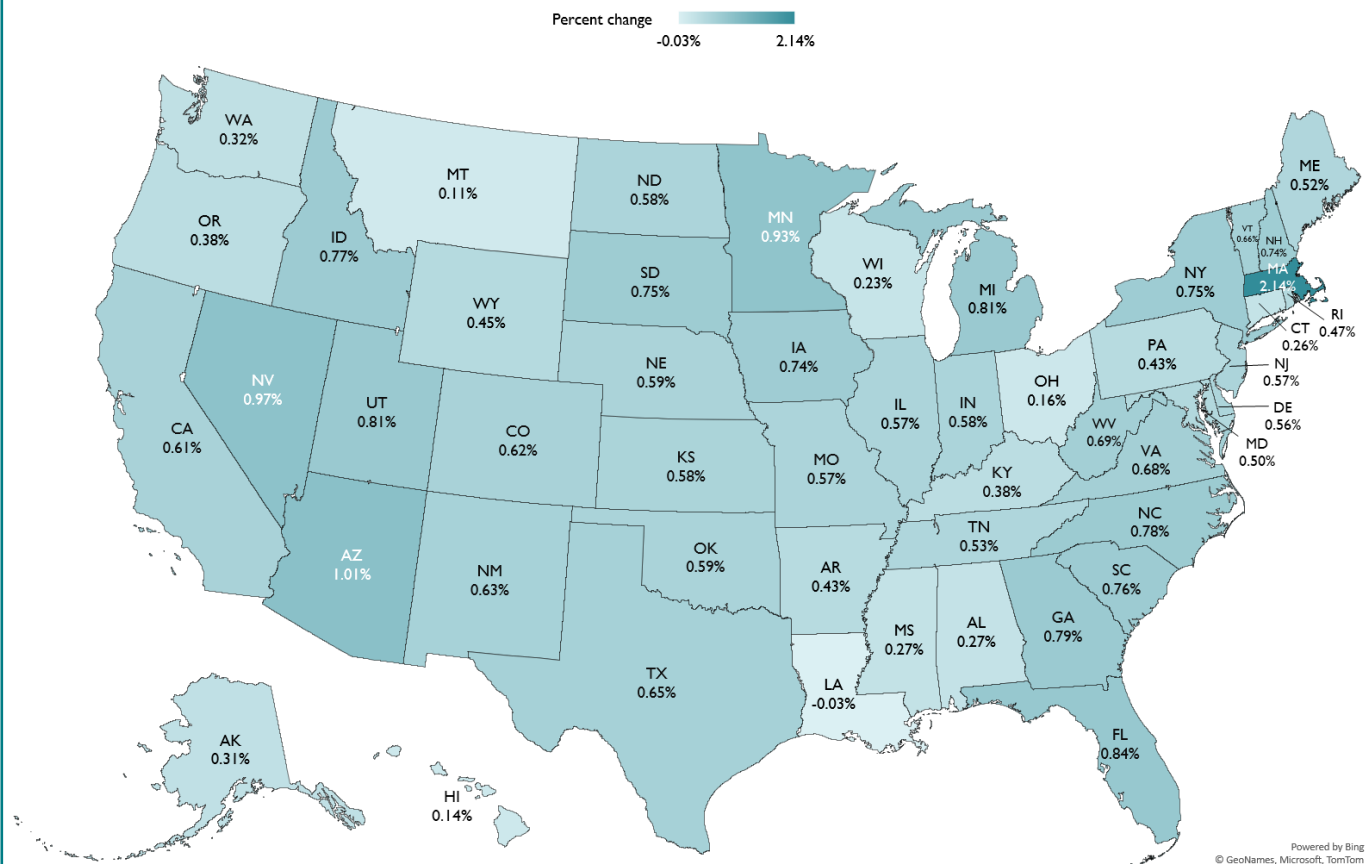 Percent change
-0.03%
2.14%
WA
0.32%
MT
0.11%
ND
0.58%
MN
0.93%
ME
0.52%
OR
0.38%
ID
0.77%
WI
0.23%
VT
0.66%
NH
0.74%
MA
2.14%
SD
0.75%
MI
0.81%
NY
0.75%
WY
0.45%
RI
0.47%
CT
0.26%
IA
0.74%
PA
0.43%
NE
0.59%
NJ
0.57%
NV
0.97%
UT
0.81%
OH
0.16%
IL
0.57%
IN
0.58%
DE
0.56%
CA
0.61%
CO
0.62%
WV
0.69%
MD
0.50%
KS
0.58%
MO
0.57%
KY
0.38%
VA
0.68%
NC
0.78%
TN
0.53%
AZ
1.01%
NM
0.63%
OK
0.59%
AR
0.43%
SC
0.76%
MS
0.27%
AL
0.27%
GA
0.79%
TX
0.65%
LA
-0.03%
FL
0.84%
AK
0.31%
HI
0.14%
Powered by Bing
© GeoNames, Microsoft, TomTom